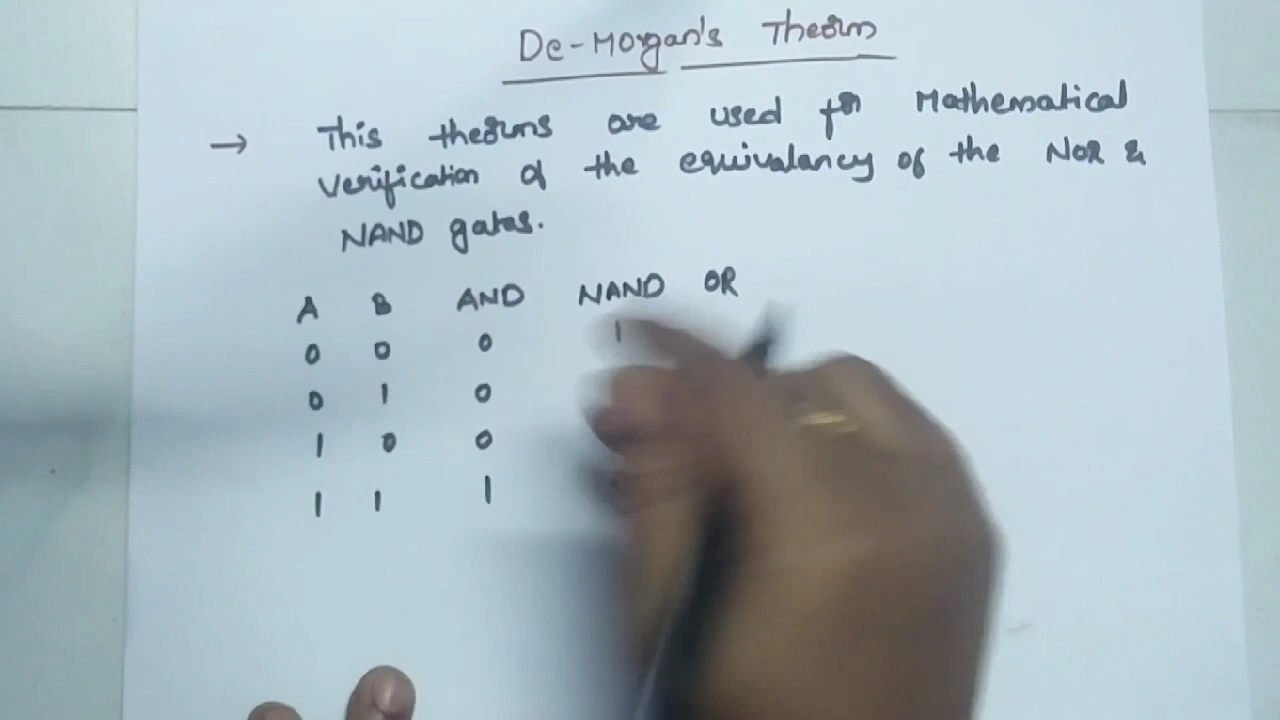 De-Morgan's Theorm
→ This theorms are used for Mathematical
verification of the equivalancy of the NOR &
NAND gates.
A B AND NAND OR
0 0 0 1
0 1 0
1 0 0
1 1 1